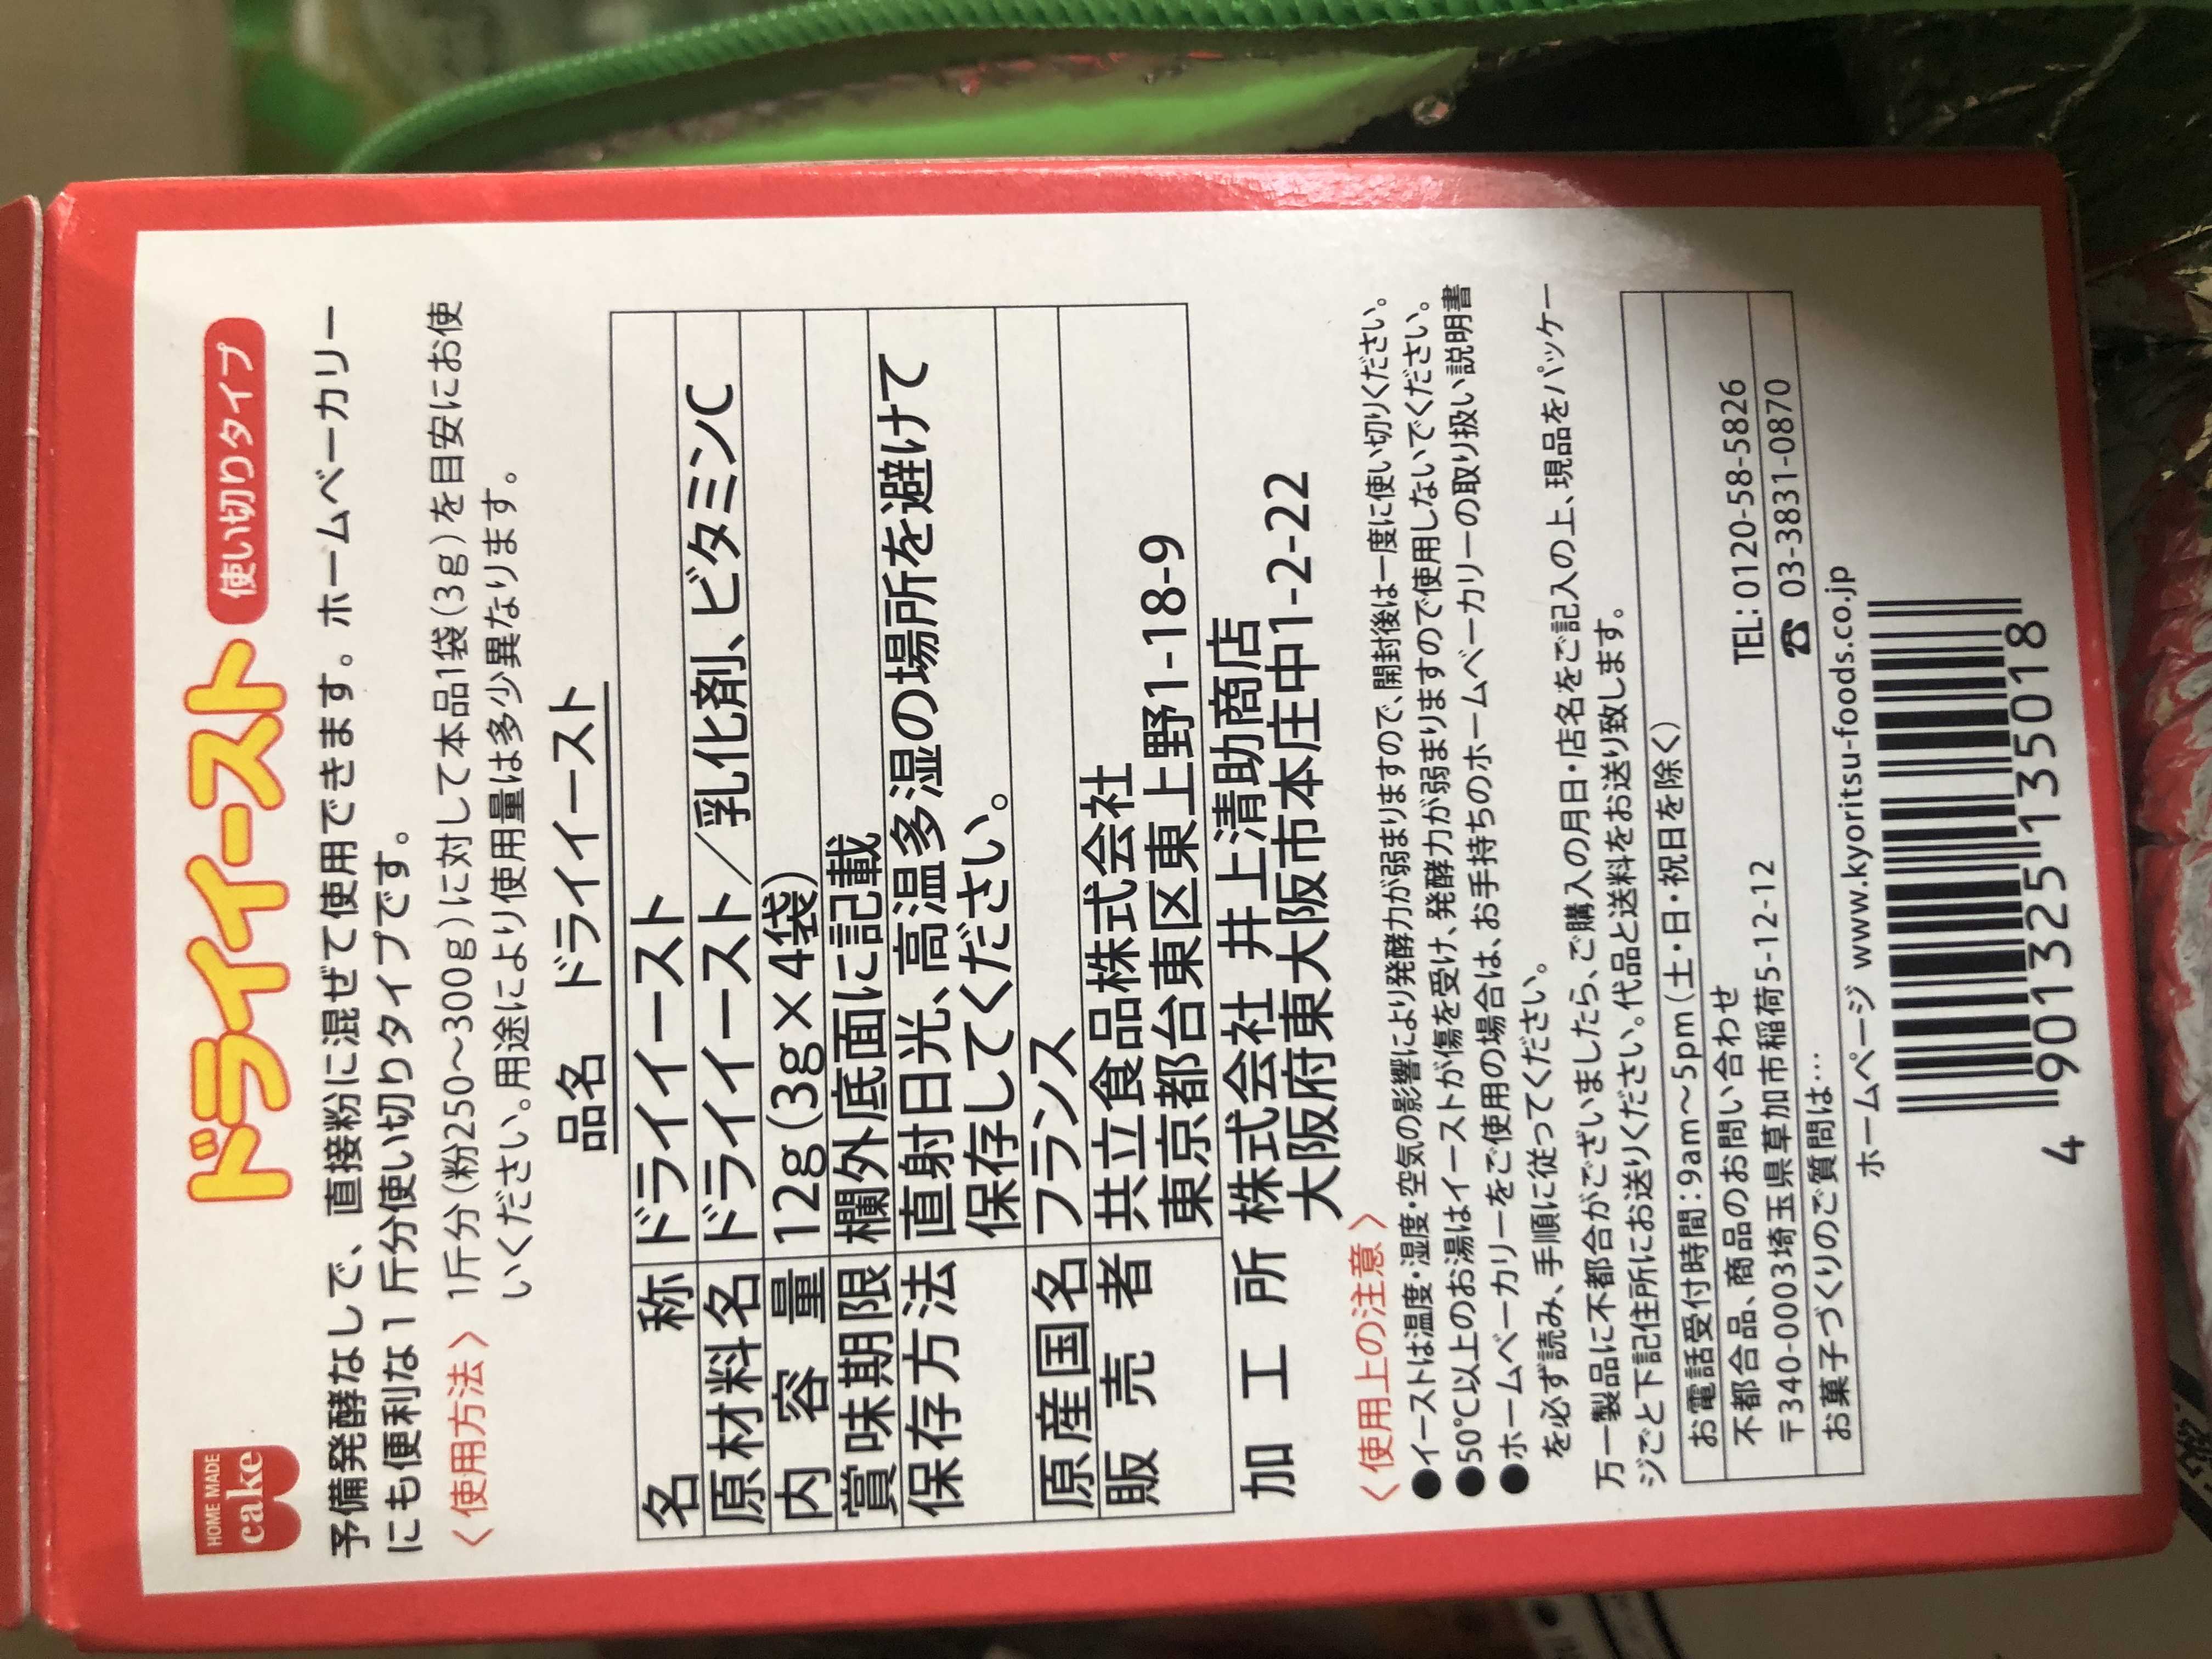 HOME MADE
cake
ドライイースト 使い切りタイプ
予備発酵なしで、直接粉に混ぜて使用できます。ホームベーカリー
にも便利な1斤分使い切りタイプです。
〈使用方法〉 1斤分(粉250～300g)に対して本品1袋(3g)を目安にお使
いください。用途により使用量は多少異なります。
品名 ドライイースト
名称 ドライイースト
原材料名 ドライイースト／乳化剤、ビタミンC
内容量 12g(3g×4袋)
賞味期限 欄外底面に記載
保存方法 直射日光、高温多湿の場所を避けて
保存してください。
原産国名 フランス
販売者 共立食品株式会社
東京都台東区東上野1-18-9
加工所 株式会社 井上清助商店
大阪府東大阪市本庄中1-2-22
〈使用上の注意〉
●イーストは温度・湿度・空気の影響により発酵力が弱まりますので、開封後は一度に使い切りください。
●50℃以上のお湯はイーストが傷を受け、発酵力が弱まりますので使用しないでください。
●ホームベーカリーをご使用の場合は、お手持ちのホームベーカリーの取り扱い説明書
を必ず読み、手順に従ってください。
万一製品に不都合がございましたら、ご購入の月日・店名をご記入の上、現品をパッケー
ジごと下記住所にお送りください。代品と送料をお送り致します。
お電話受付時間：9am～5pm（土・日・祝日を除く）
不都合品、商品のお問い合わせ
〒340-0003埼玉県草加市稲荷5-12-12 TEL：0120-58-5826
お菓子づくりのご質問は… ☎ 03-3831-0870
ホームページ www.kyoritsu-foods.co.jp
4 901325 135018